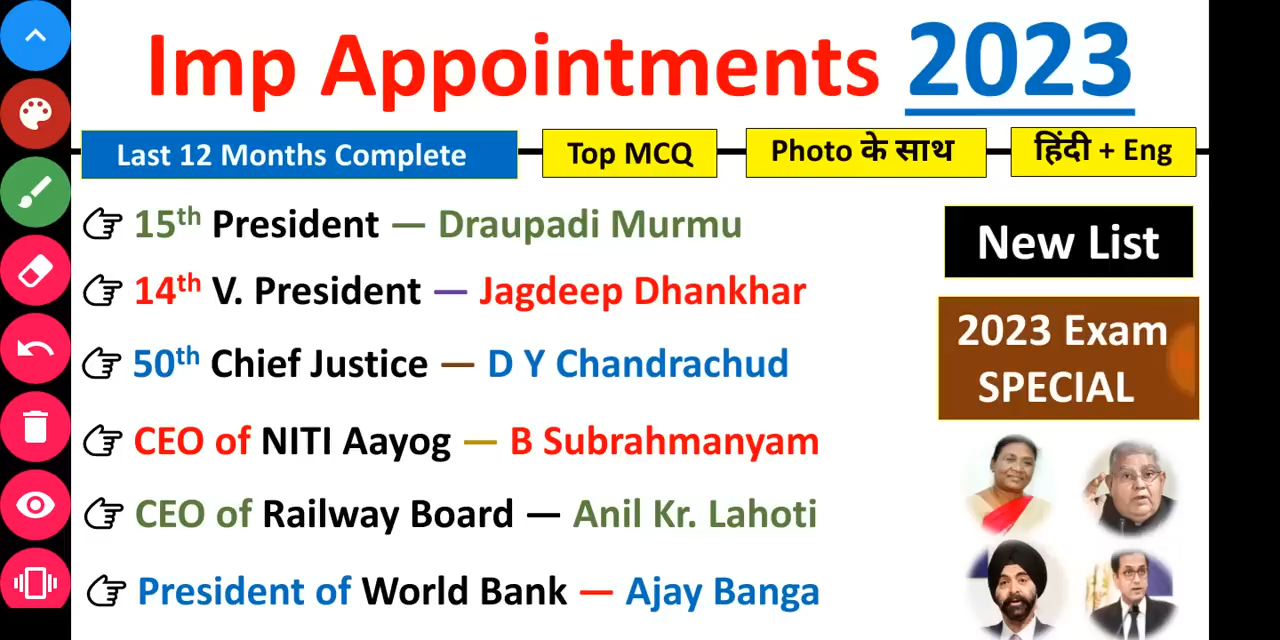 Imp Appointments 2023
Last 12 Months Complete
Top MCQ
Photo के साथ
हिंदी + Eng
15th President — Draupadi Murmu
14th V. President — Jagdeep Dhankhar
50th Chief Justice — D Y Chandrachud
CEO of NITI Aayog — B Subrahmanyam
CEO of Railway Board — Anil Kr. Lahoti
President of World Bank — Ajay Banga
New List
2023 Exam
SPECIAL